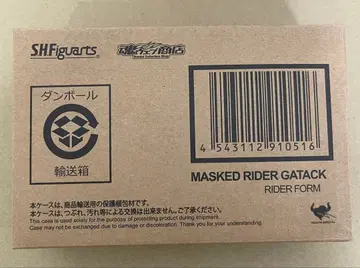 S.H.Figuarts
魂ウェブ商店
ダンボール
輸送箱
4 543112 910516
MASKED RIDER GATACK
RIDER FORM
本ケースは、商品輸送用の保護梱包材です。
本ケースには、つぶれ、汚れ等による交換は出来ません。ご了承ください。
This case is used solely for the purpose of protecting product during shipment.
Case may not be exchanged due to damage or discoloration. Thank you for your understanding.